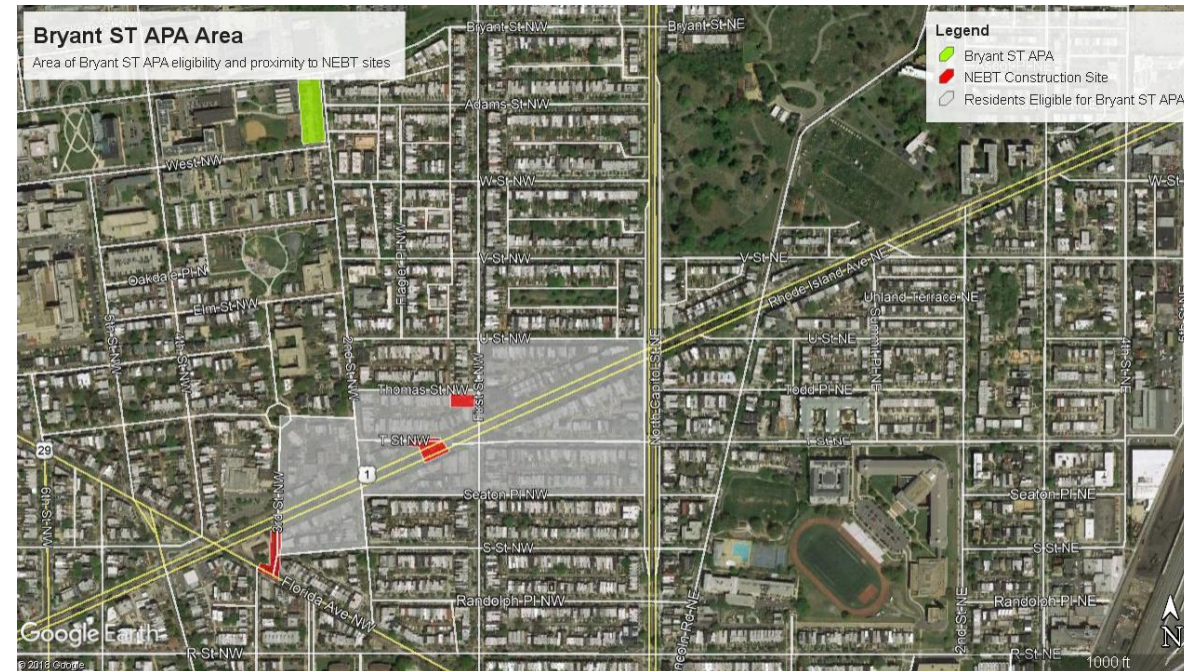 Bryant ST APA Area
Area of Bryant ST APA eligibility and proximity to NEBT sites
Legend
Bryant ST APA
NEBT Construction Site
Residents Eligible for Bryant ST APA
Bryant St NW
Bryant St NE
Adams St NW
West NW
W St NW
W St
V St NW
V St NE
Oakdale Pl N
Flagler Pl NW
Elm St NW
Rhode Island Ave NE
Uhland Terrace NE
5th St NW
4th St NW
2nd St NW
U St NW
U St NE
Summit Pl NE
4th St NE
5th St NE
Thomas St NW
First St NW
North Capitol St NE
Todd Pl NE
T St NW
T St NE
29
1
6th St NW
3rd St NW
Seaton Pl NW
Seaton Pl NE
S St NW
S St NE
Florida Ave NW
Randolph Pl NW
Randolph Pl NE
ncoln Rd NE
2nd St NE
R St NW
R St NE
Google Earth
© 2018 Google
1000 ft
N